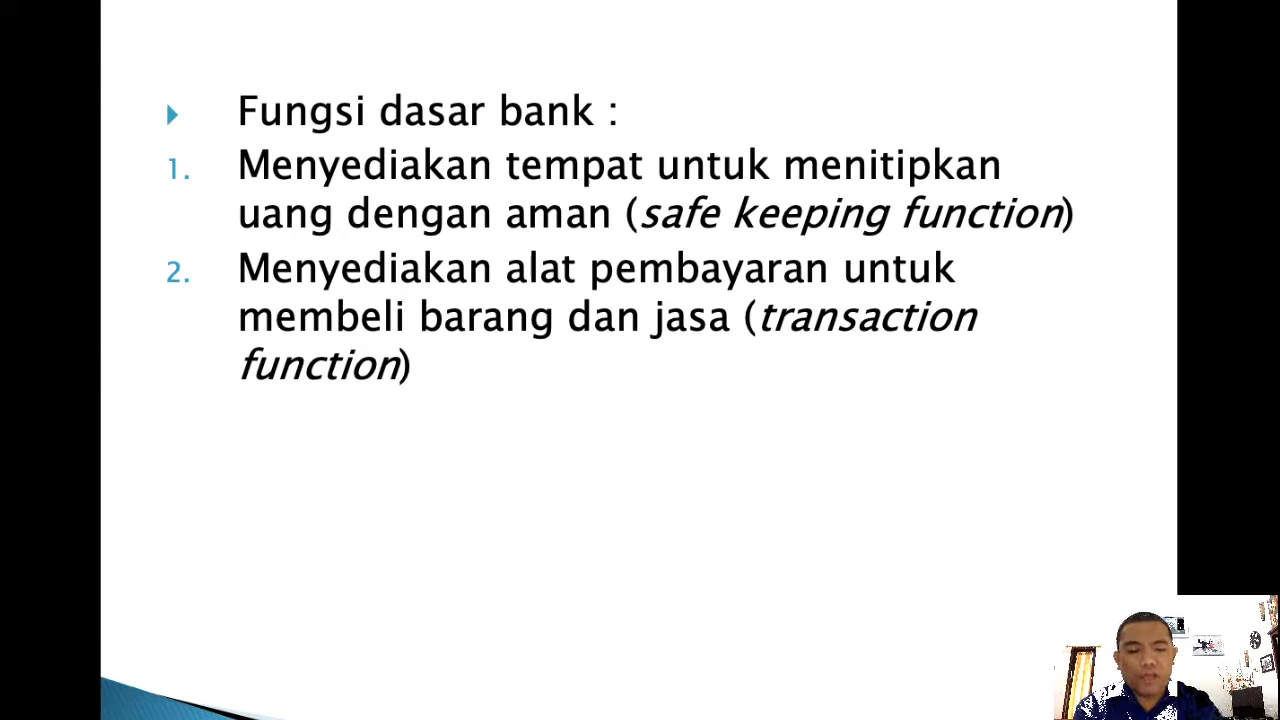 Fungsi dasar bank :
1. Menyediakan tempat untuk menitipkan
uang dengan aman (safe keeping function)
2. Menyediakan alat pembayaran untuk
membeli barang dan jasa (transaction
function)